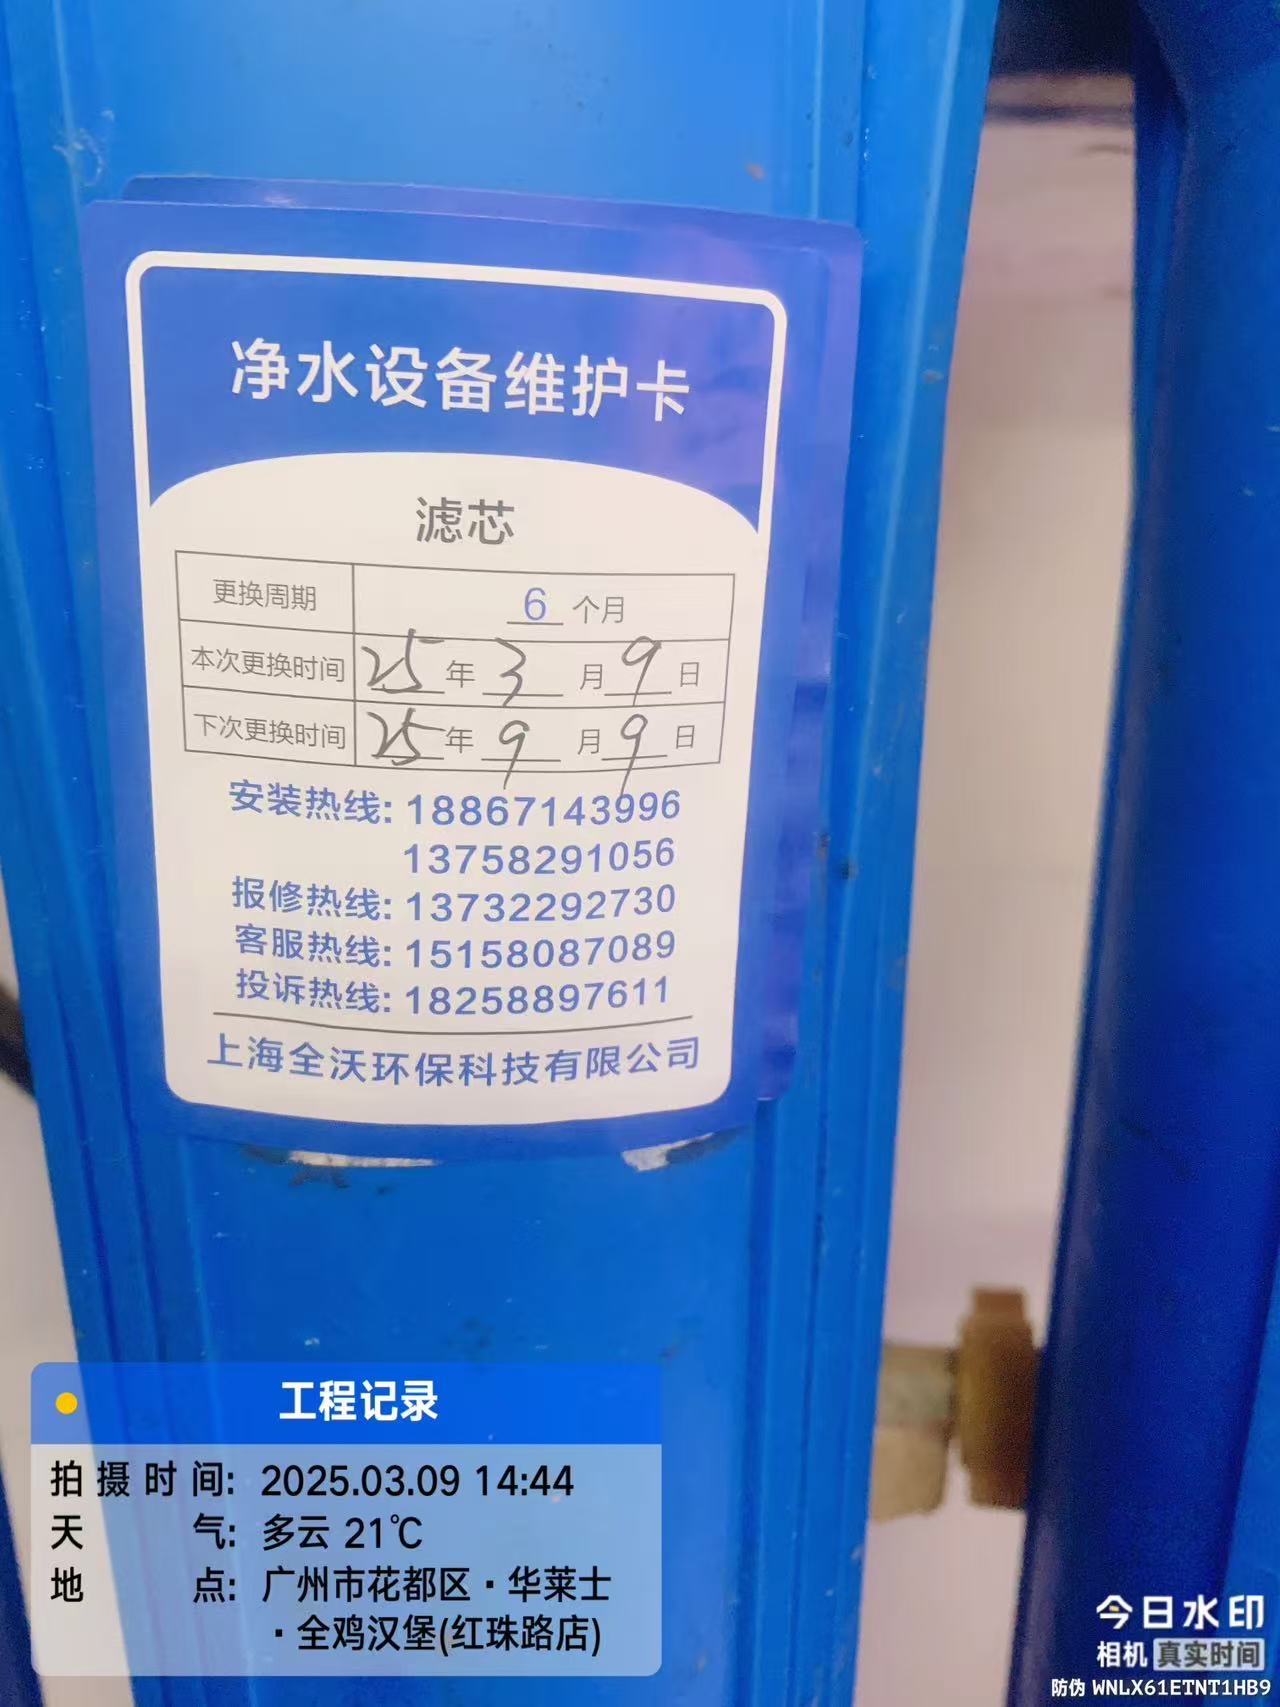 净水设备维护卡
滤芯
更换周期 6 个月
本次更换时间 25 年 3 月 9 日
下次更换时间 25 年 9 月 9 日
安装热线: 18867143996
13758291056
报修热线: 13732292730
客服热线: 15158087089
投诉热线: 18258897611
上海全沃环保科技有限公司
工程记录
拍摄时间: 2025.03.09 14:44
天气: 多云 21℃
地点: 广州市花都区·华莱士
·全鸡汉堡(红珠路店)
今日水印
相机 真实时间
防伪 WNLX61ETNT1HB9